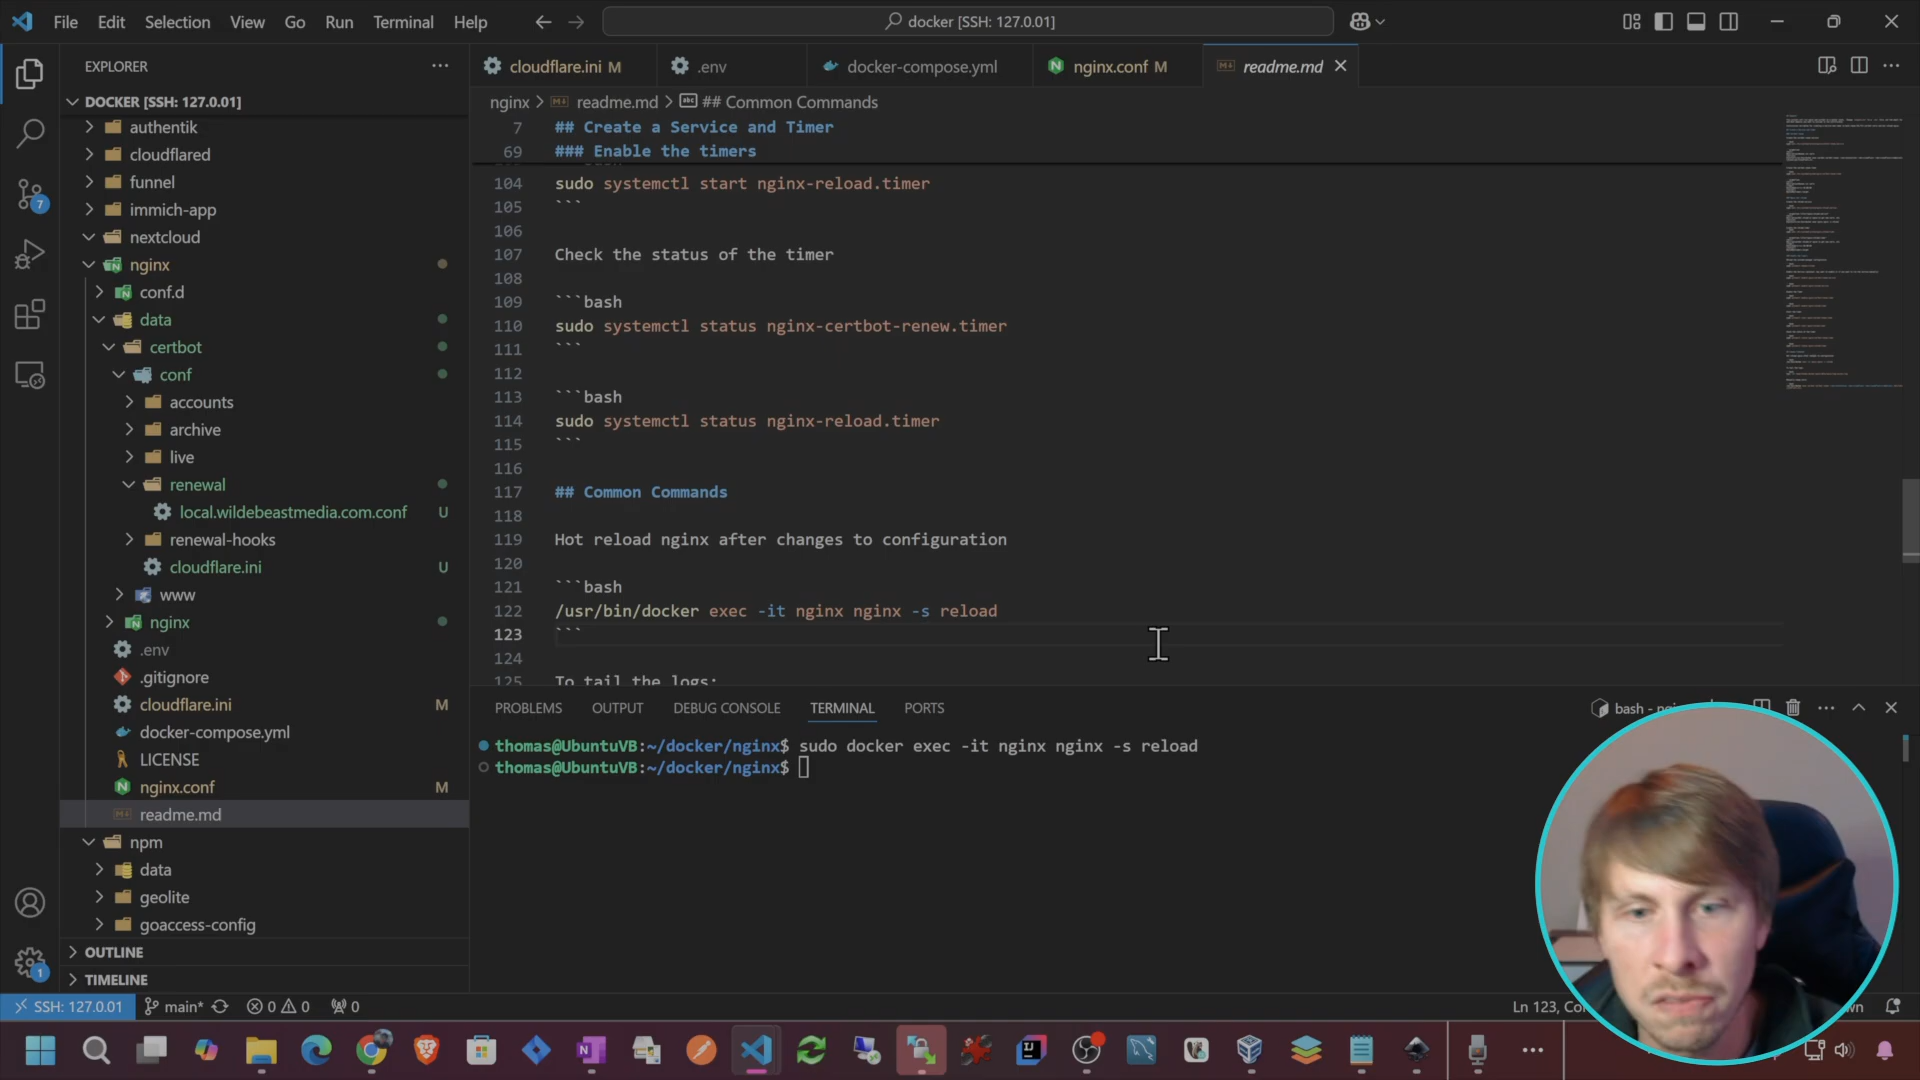 File Edit Selection View Go Run Terminal Help
docker [SSH: 127.0.01]
EXPLORER
cloudflare.ini M
.env
docker-compose.yml
nginx.conf M
readme.md
DOCKER [SSH: 127.0.01]
nginx > readme.md > ## Common Commands
authentik
cloudflared
funnel
immich-app
nextcloud
nginx
conf.d
data
certbot
conf
accounts
archive
live
renewal
local.wildebeastmedia.com.conf U
renewal-hooks
cloudflare.ini U
www
nginx
.env
.gitignore
cloudflare.ini M
docker-compose.yml
LICENSE
nginx.conf M
readme.md
npm
data
geolite
goaccess-config
OUTLINE
TIMELINE
7
7 ## Create a Service and Timer
69 ### Enable the timers
104 sudo systemctl start nginx-reload.timer
105 ```
106
107 Check the status of the timer
108
109 ```bash
110 sudo systemctl status nginx-certbot-renew.timer
111 ```
112
113 ```bash
114 sudo systemctl status nginx-reload.timer
115 ```
116
117 ## Common Commands
118
119 Hot reload nginx after changes to configuration
120
121 ```bash
122 /usr/bin/docker exec -it nginx nginx -s reload
123 ```
124
125 To tail the logs:
PROBLEMS OUTPUT DEBUG CONSOLE TERMINAL PORTS
bash
thomas@UbuntuVB:~/docker/nginx$ sudo docker exec -it nginx nginx -s reload
thomas@UbuntuVB:~/docker/nginx$
1
SSH: 127.0.01 main* 0 0 0
Ln 123,